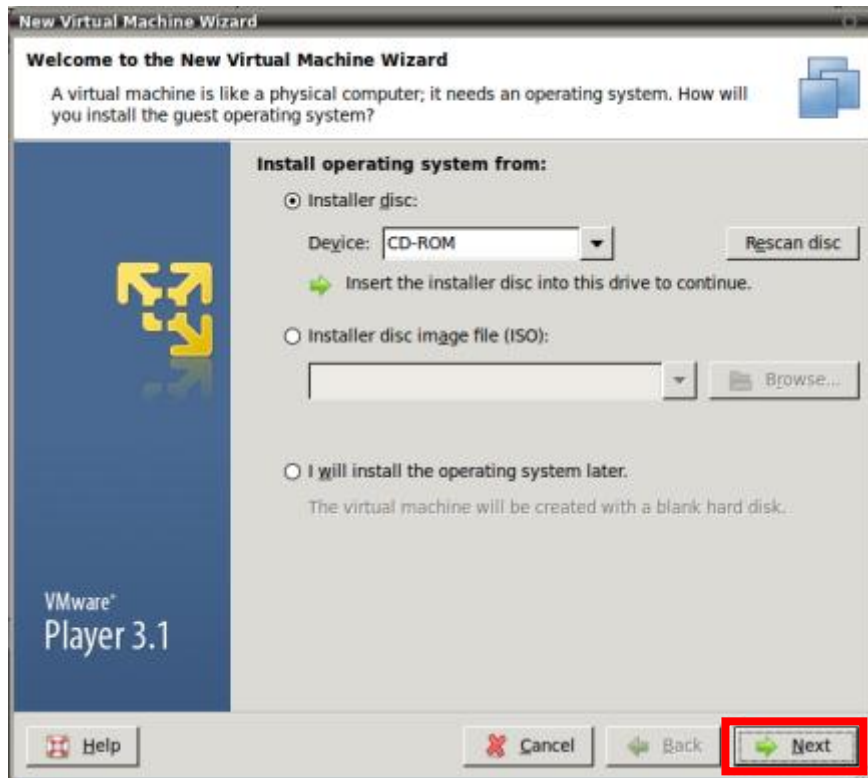 New Virtual Machine Wizard
Welcome to the New Virtual Machine Wizard
A virtual machine is like a physical computer; it needs an operating system. How will
you install the guest operating system?
Install operating system from:
Installer disc:
Device: CD-ROM Rescan disc
Insert the installer disc into this drive to continue.
Installer disc image file (ISO):
Browse...
I will install the operating system later.
The virtual machine will be created with a blank hard disk.
VMware®
Player 3.1
Help Cancel Back Next